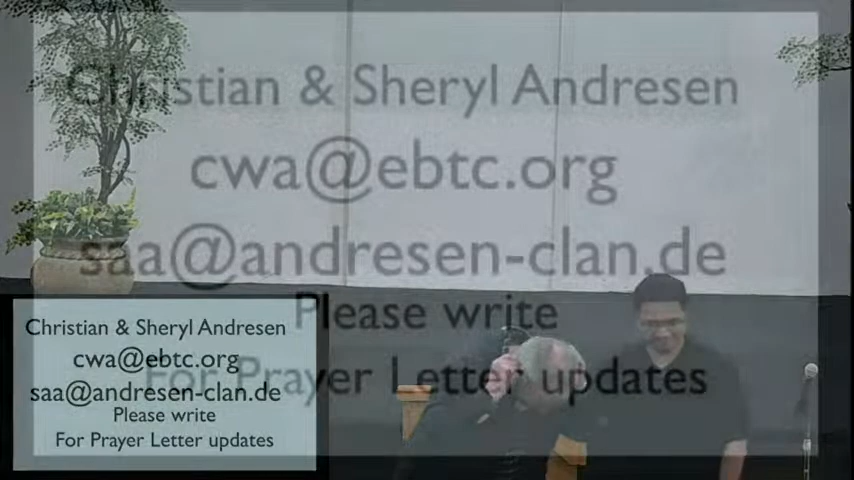 Christian & Sheryl Andresen
cwa@ebtc.org
saa@andresen-clan.de
Please write
For Prayer Letter updates
Christian & Sheryl Andresen
cwa@ebtc.org
saa@andresen-clan.de
Please write
For Prayer Letter updates